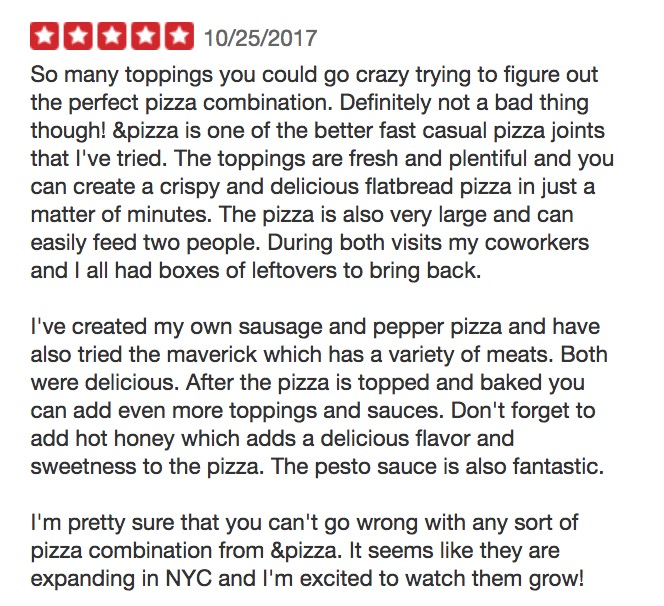 10/25/2017
So many toppings you could go crazy trying to figure out
the perfect pizza combination. Definitely not a bad thing
though! &pizza is one of the better fast casual pizza joints
that I've tried. The toppings are fresh and plentiful and you
can create a crispy and delicious flatbread pizza in just a
matter of minutes. The pizza is also very large and can
easily feed two people. During both visits my coworkers
and I all had boxes of leftovers to bring back.
I've created my own sausage and pepper pizza and have
also tried the maverick which has a variety of meats. Both
were delicious. After the pizza is topped and baked you
can add even more toppings and sauces. Don't forget to
add hot honey which adds a delicious flavor and
sweetness to the pizza. The pesto sauce is also fantastic.
I'm pretty sure that you can't go wrong with any sort of
pizza combination from &pizza. It seems like they are
expanding in NYC and I'm excited to watch them grow!